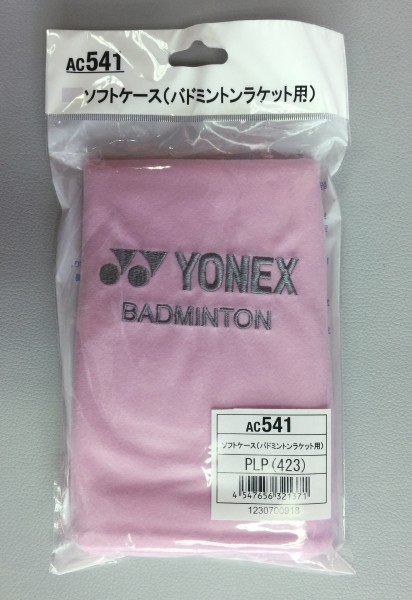 AC541
ソフトケース(バドミントンラケット用)
YONEX
BADMINTON
AC541
ソフトケース(バドミントンラケット用)
PLP(423)
4 547656 321371
1230700918